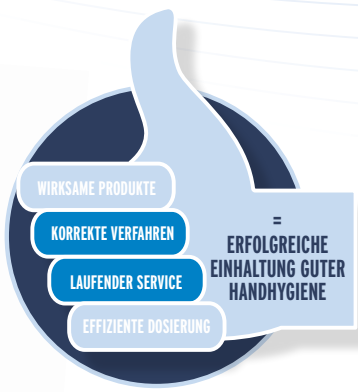 WIRKSAME PRODUKTE
KORREKTE VERFAHREN
LAUFENDER SERVICE
EFFIZIENTE DOSIERUNG
=
ERFOLGREICHE
EINHALTUNG GUTER
HANDHYGIENE